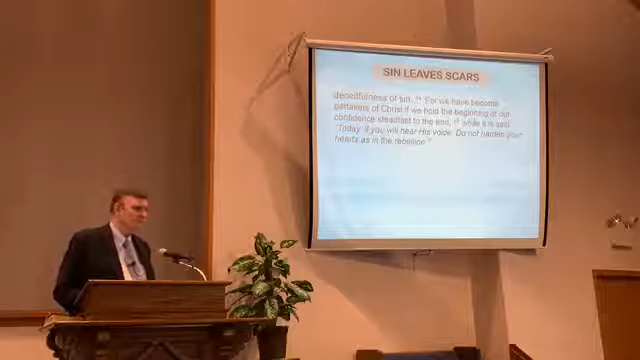 SIN LEAVES SCARS
deceitfulness of sin. 14 For we have become
partakers of Christ if we hold the beginning of our
confidence steadfast to the end, 15 while it is said:
"Today, if you will hear His voice, Do not harden your
hearts as in the rebellion."